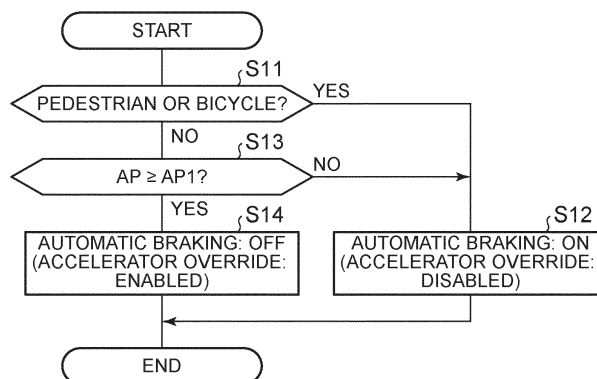 START
S11
PEDESTRIAN OR BICYCLE?
YES
NO
S13
AP ≥ AP1?
NO
YES
S14
AUTOMATIC BRAKING: OFF
(ACCELERATOR OVERRIDE:
ENABLED)
S12
AUTOMATIC BRAKING: ON
(ACCELERATOR OVERRIDE:
DISABLED)
END